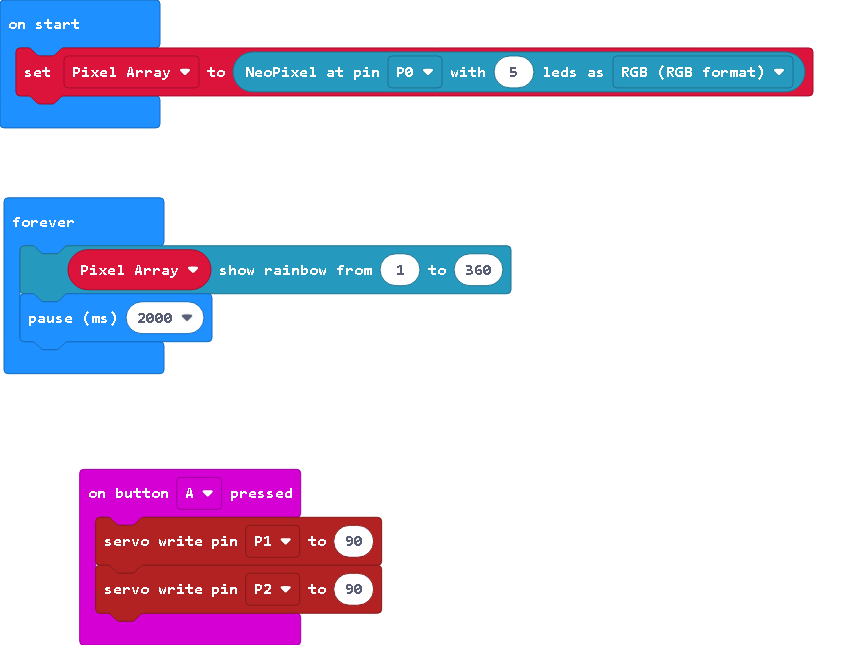 on start
set Pixel Array to NeoPixel at pin P0 with 5 leds as RGB (RGB format)
forever
Pixel Array show rainbow from 1 to 360
pause (ms) 2000
on button A pressed
servo write pin P1 to 90
servo write pin P2 to 90